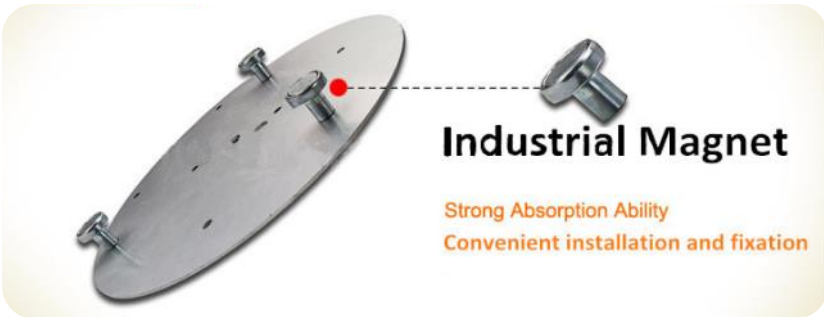 Industrial Magnet
Strong Absorption Ability
Convenient installation and fixation